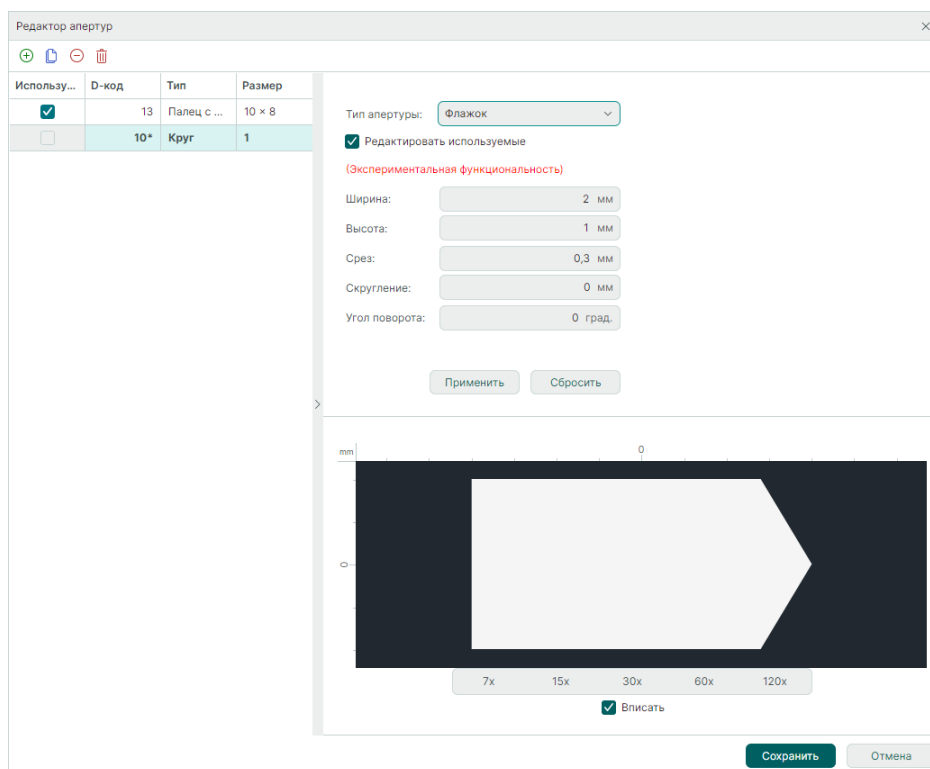 Редактор апертур
Использу... D-код Тип Размер
13 Палец с ... 10 × 8
10* Круг 1
Тип апертуры: Флажок
Редактировать используемые
(Экспериментальная функциональность)
Ширина: 2 мм
Высота: 1 мм
Срез: 0,3 мм
Скругление: 0 мм
Угол поворота: 0 град.
Применить Сбросить
mm 0
0
7x 15x 30x 60x 120x
Вписать
Сохранить Отмена